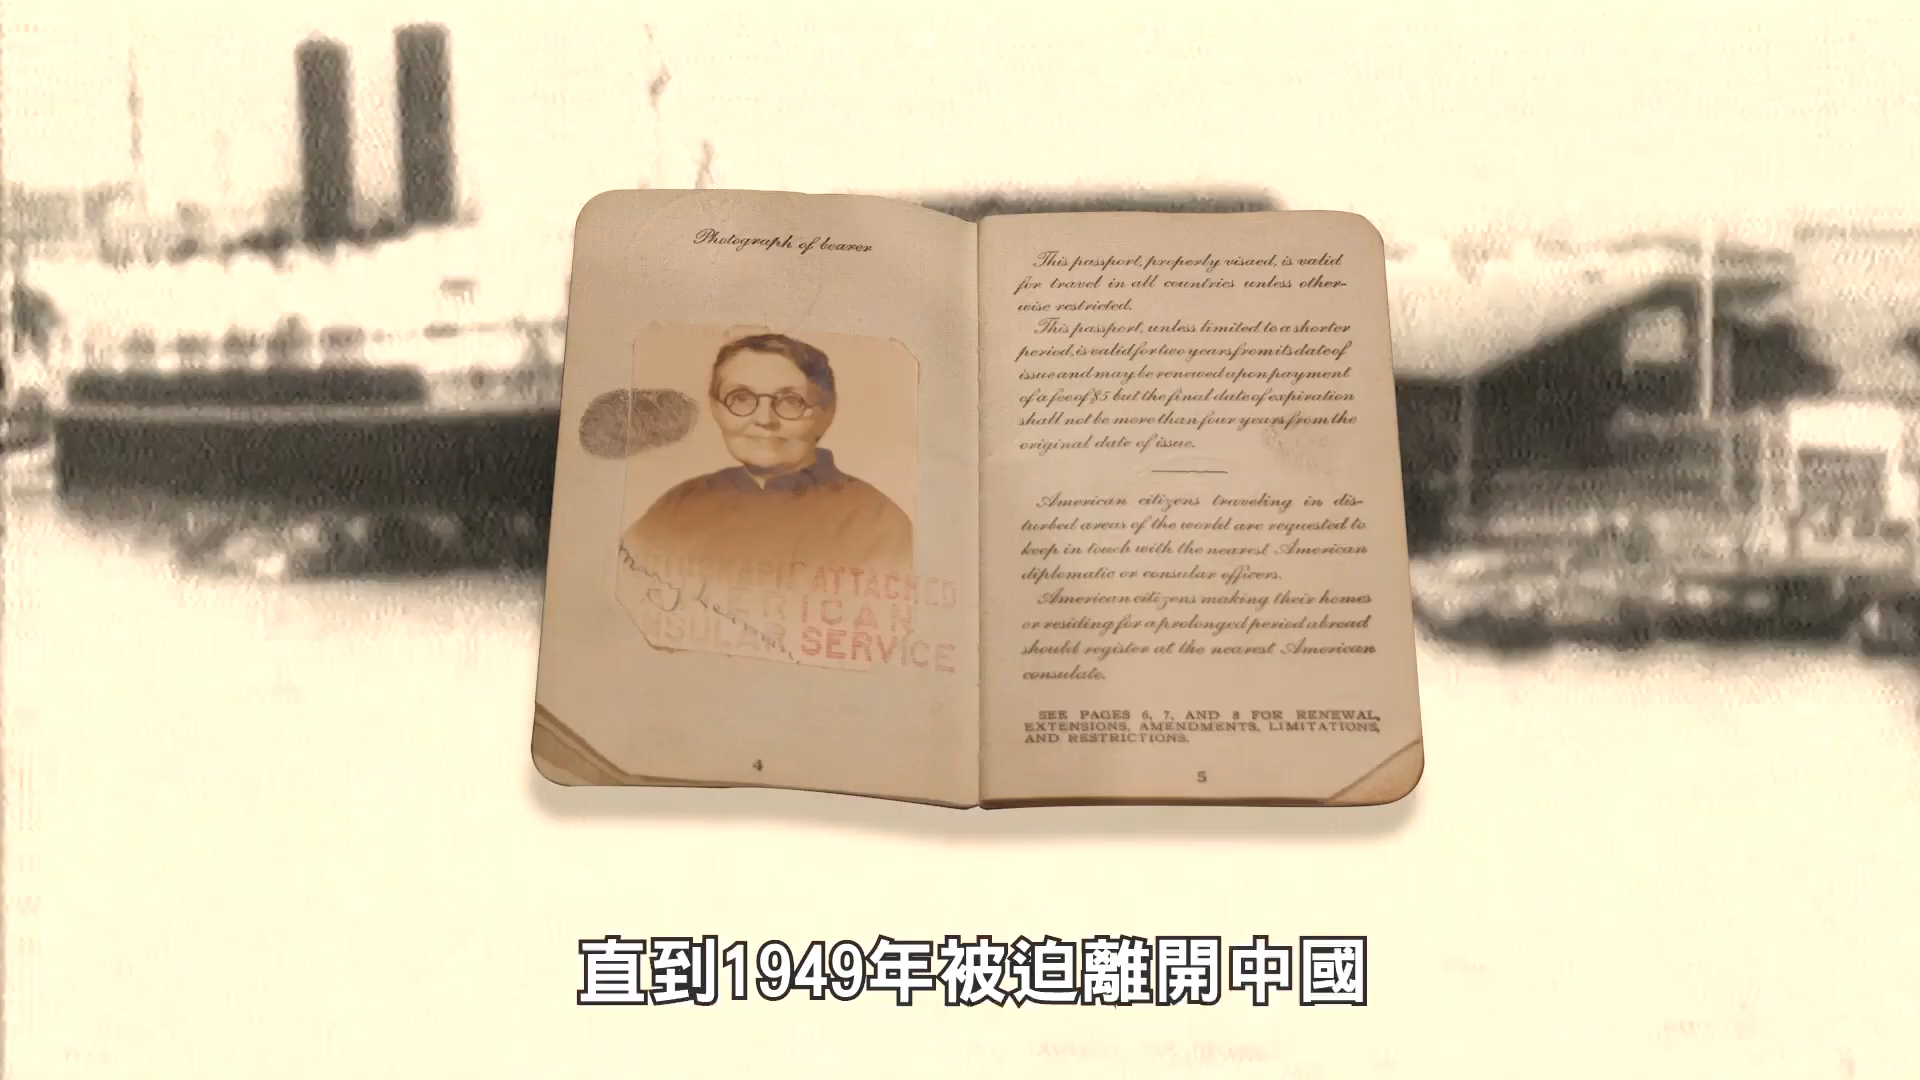 Photograph of bearer
ATTACHED
SERVICE
4
This passport, properly visaed, is valid
for travel in all countries unless other-
wise restricted.
This passport, unless limited to a shorter
period, is valid for two years from its date of
issue and may be renewed upon payment
of a fee of $5 but the final date of expiration
shall not be more than four years from the
original date of issue.
American citizens traveling in dis-
turbed areas of the world are requested to
keep in touch with the nearest American
diplomatic or consular officers.
American citizens making their homes
or residing for a prolonged period abroad
should register at the nearest American
consulate.
SEE PAGES 6, 7, AND 8 FOR RENEWAL,
EXTENSIONS, AMENDMENTS, LIMITATIONS,
AND RESTRICTIONS.
5
直到1949年被迫離開中國